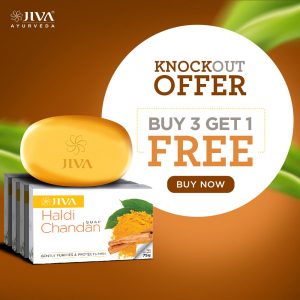 JIVA
AYURVEDA
KNOCKOUT
OFFER
BUY 3 GET 1
FREE
BUY NOW
JIVA
JIVA
Haldi
Chandan
SOAP
GENTLY PURIFIES & PROTECTS
75g